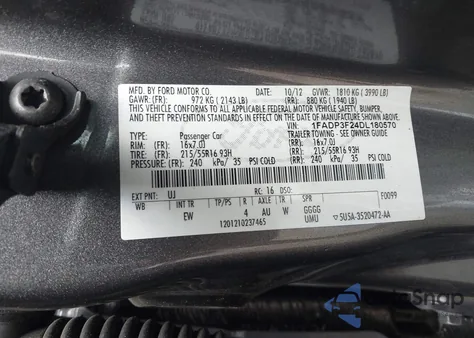 MFD. BY FORD MOTOR CO. 10/12 GVWR: 1810 KG ( 3990 LB)
GAWR: (FR): 972 KG ( 2143 LB) (RR): 880 KG ( 1940 LB)
THIS VEHICLE CONFORMS TO ALL APPLICABLE FEDERAL MOTOR VEHICLE SAFETY, BUMPER,
AND THEFT PREVENTION STANDARDS IN EFFECT ON THE DATE OF MANUFACTURE SHOWN ABOVE.
VIN: 1FADP3F24DL180570
TYPE: Passenger Car TRAILER TOWING - SEE OWNER GUIDE
RIM: (FR): 16x7.0J (RR): 16x7.0J
TIRE: (FR): 215/55R16 93H (RR): 215/55R16 93H
PRESSURE: (FR): 240 kPa/ 35 PSI COLD (RR): 240 kPa/ 35 PSI COLD
EXT PNT: UJ RC: 16 DSO: F0099
WB INT TR TP/PS R AX TR SPR
EW 4 AU W GGGG
1201210237465 UMLI 5U5A-3520472-AA
AutoSnap